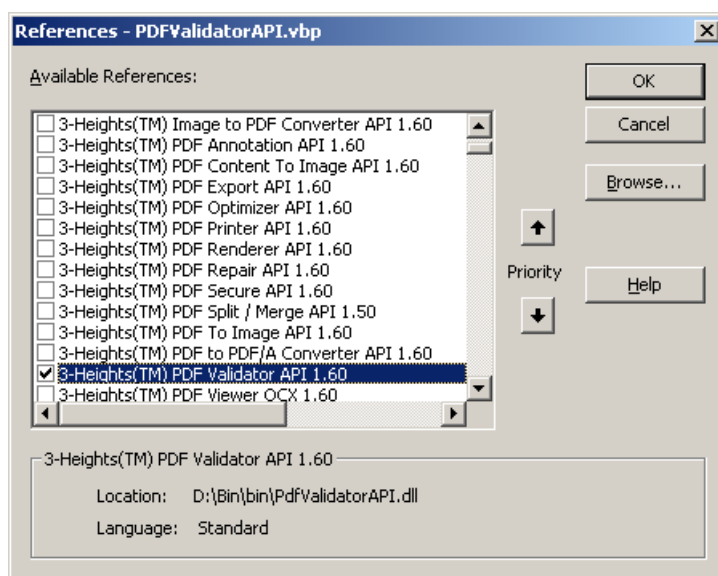 References - PDFValidatorAPI.vbp
Available References:
3-Heights(TM) Image to PDF Converter API 1.60
3-Heights(TM) PDF Annotation API 1.60
3-Heights(TM) PDF Content To Image API 1.60
3-Heights(TM) PDF Export API 1.60
3-Heights(TM) PDF Optimizer API 1.60
3-Heights(TM) PDF Printer API 1.60
3-Heights(TM) PDF Renderer API 1.60
3-Heights(TM) PDF Repair API 1.60
3-Heights(TM) PDF Secure API 1.60
3-Heights(TM) PDF Split / Merge API 1.50
3-Heights(TM) PDF To Image API 1.60
3-Heights(TM) PDF to PDF/A Converter API 1.60
3-Heights(TM) PDF Validator API 1.60
3-Heights(TM) PDF Viewer OCX 1.60
Priority
OK
Cancel
Browse...
Help
3-Heights(TM) PDF Validator API 1.60
Location: D:\Bin\bin\PdfValidatorAPI.dll
Language: Standard